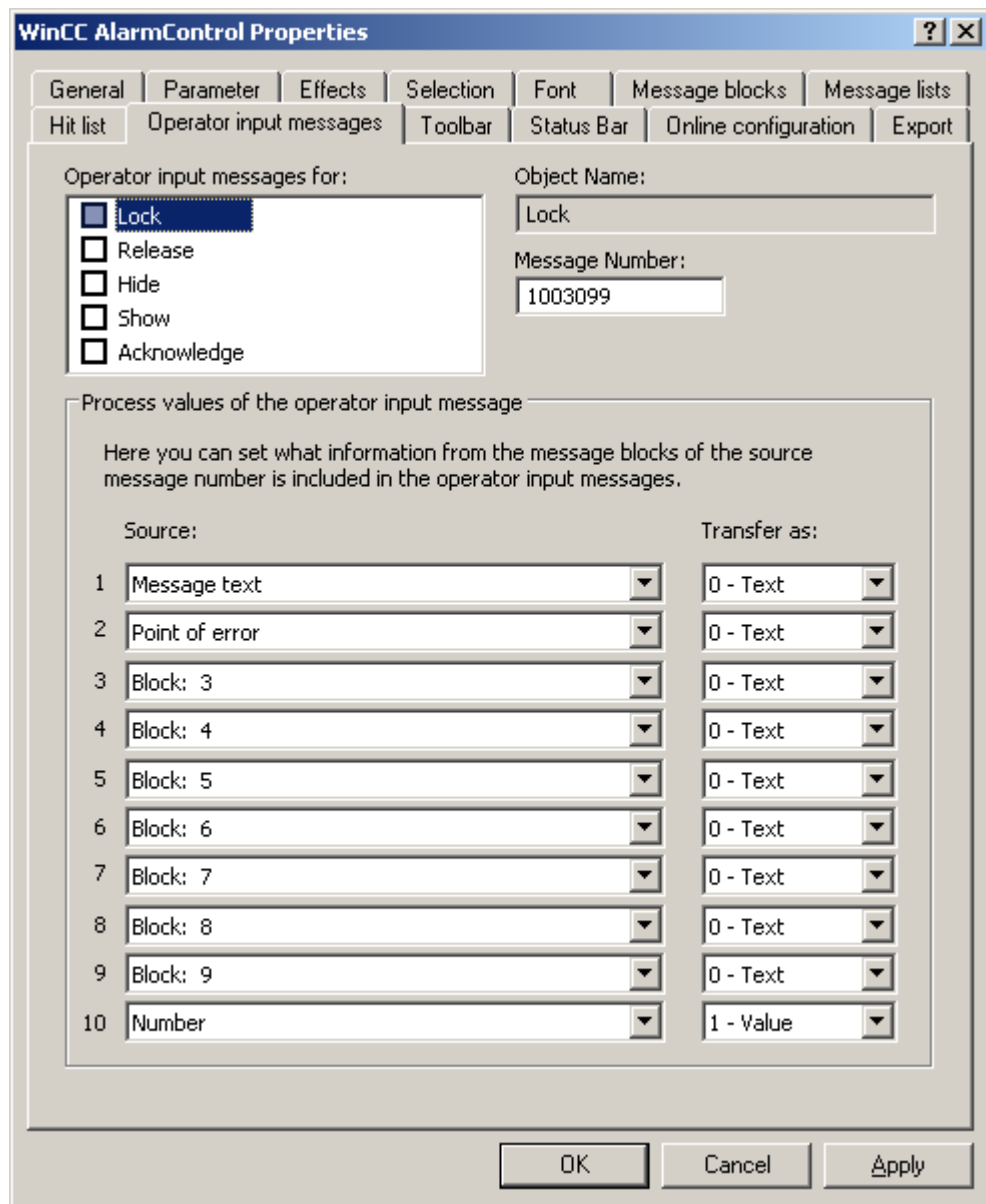 WinCC AlarmControl Properties
General Parameter Effects Selection Font Message blocks Message lists
Hit list Operator input messages Toolbar Status Bar Online configuration Export
Operator input messages for: Object Name:
Lock Lock
Release
Message Number:
Hide 1003099
Show
Acknowledge
Process values of the operator input message
Here you can set what information from the message blocks of the source
message number is included in the operator input messages.
Source: Transfer as:
1 Message text 0 - Text
2 Point of error 0 - Text
3 Block: 3 0 - Text
4 Block: 4 0 - Text
5 Block: 5 0 - Text
6 Block: 6 0 - Text
7 Block: 7 0 - Text
8 Block: 8 0 - Text
9 Block: 9 0 - Text
10 Number 1 - Value
OK Cancel Apply